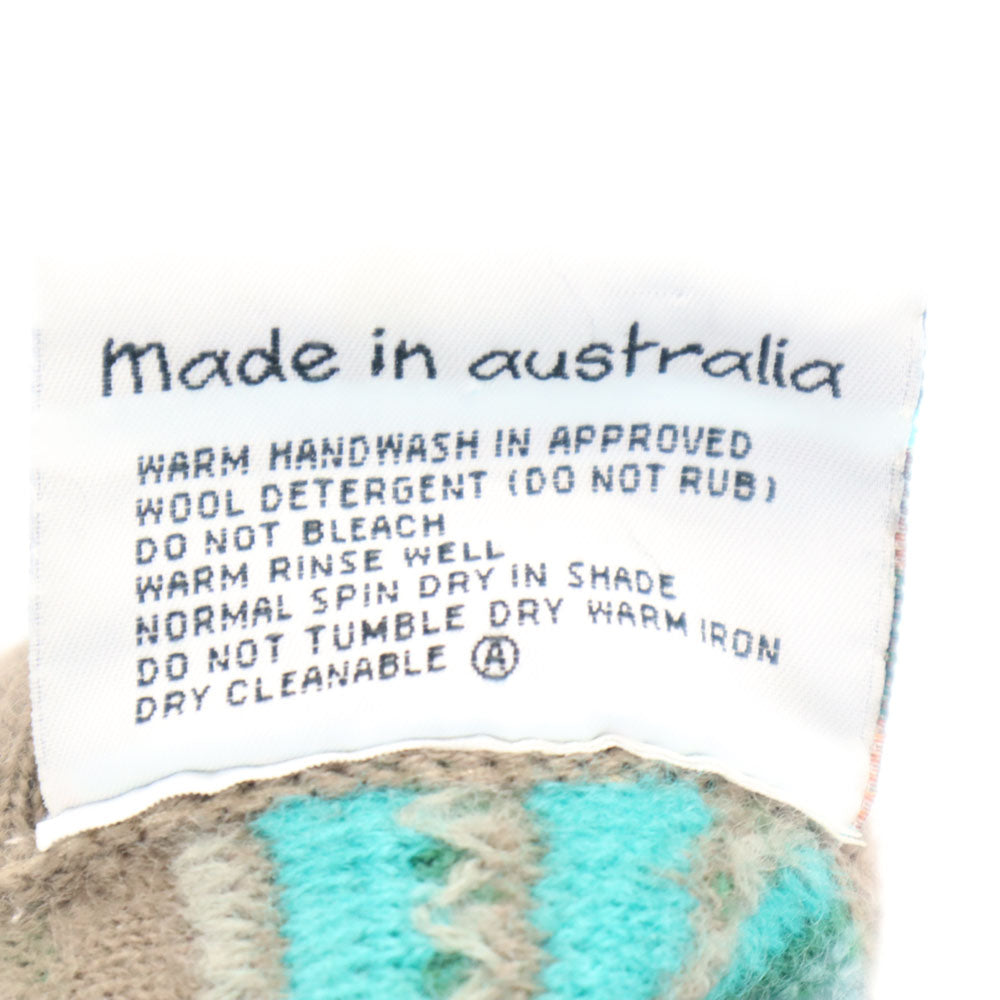 made in australia
WARM HANDWASH IN APPROVED
WOOL DETERGENT (DO NOT RUB)
DO NOT BLEACH
WARM RINSE WELL
NORMAL SPIN DRY IN SHADE
DO NOT TUMBLE DRY WARM IRON
DRY CLEANABLE Ⓐ